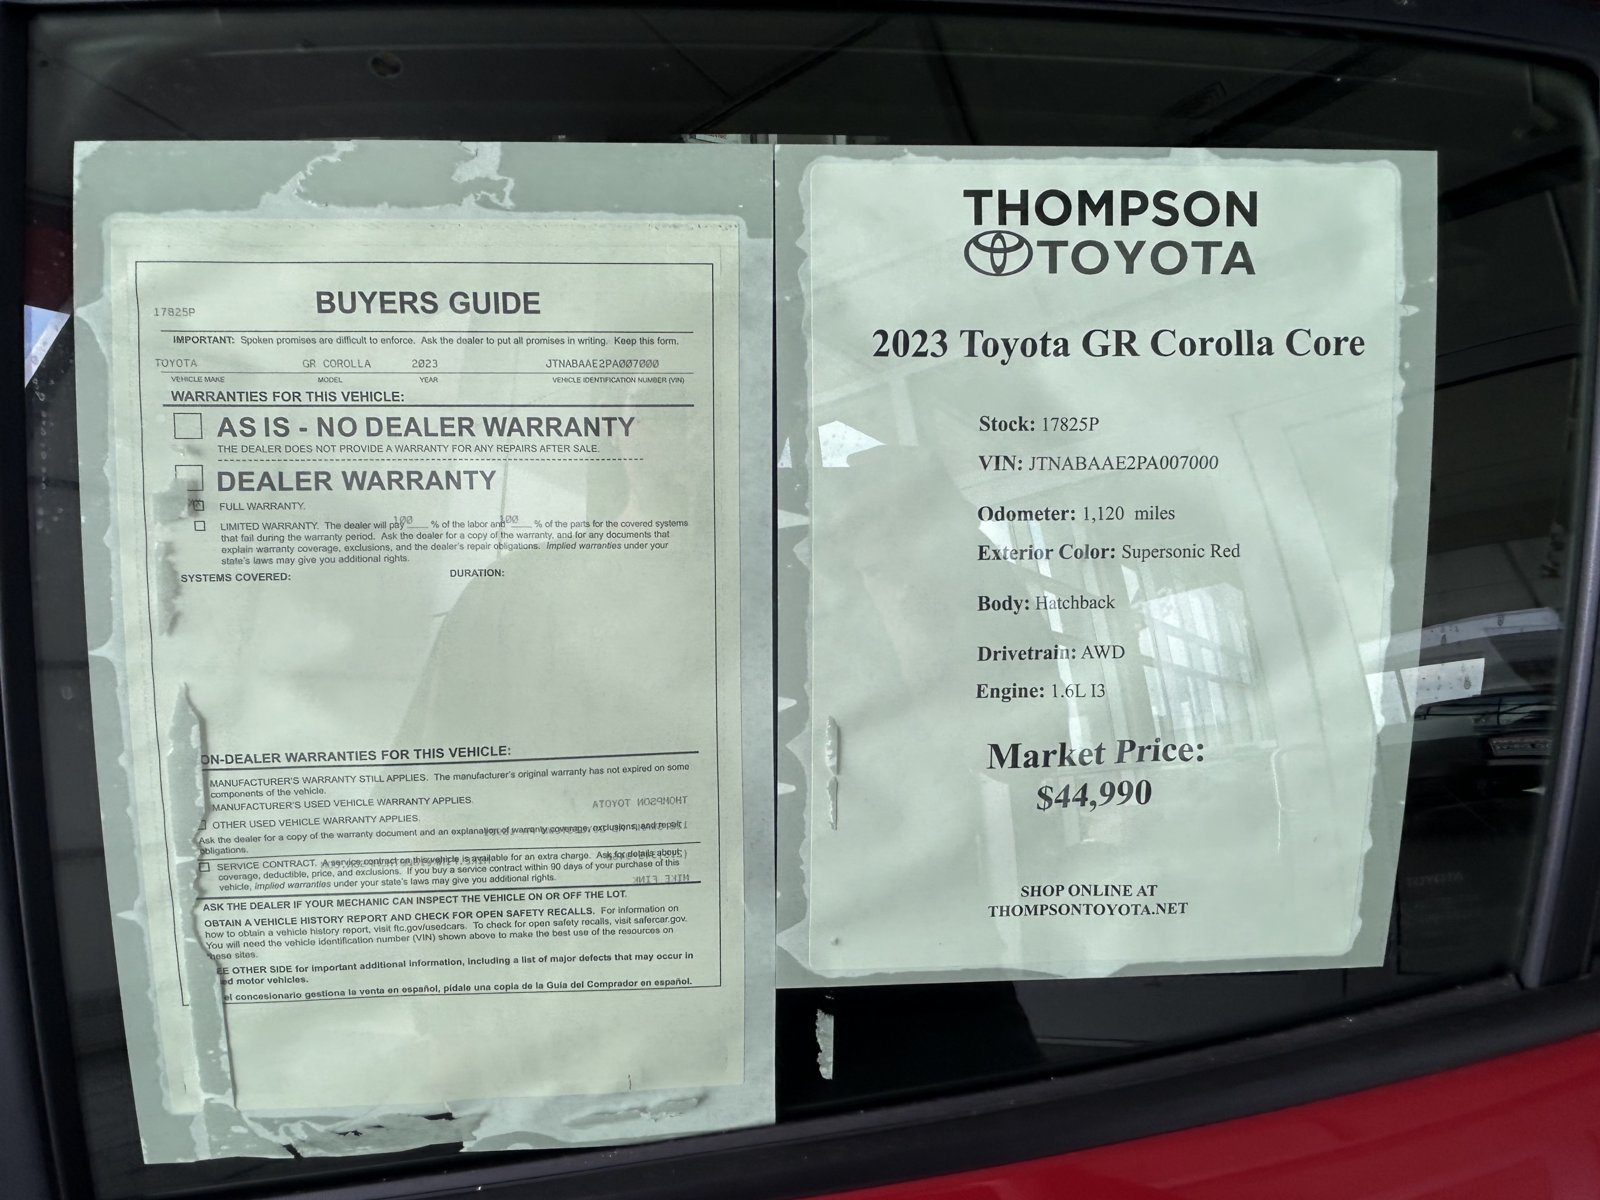 17825P
BUYERS GUIDE
IMPORTANT: Spoken promises are difficult to enforce. Ask the dealer to put all promises in writing. Keep this form.
TOYOTA GR COROLLA 2023 JTNABAAE2PA007000
VEHICLE MAKE MODEL YEAR VEHICLE IDENTIFICATION NUMBER (VIN)
WARRANTIES FOR THIS VEHICLE:
AS IS - NO DEALER WARRANTY
THE DEALER DOES NOT PROVIDE A WARRANTY FOR ANY REPAIRS AFTER SALE.
DEALER WARRANTY
FULL WARRANTY.
LIMITED WARRANTY. The dealer will pay 100 % of the labor and 100 % of the parts for the covered systems
that fail during the warranty period. Ask the dealer for a copy of the warranty, and for any documents that
explain warranty coverage, exclusions, and the dealer's repair obligations. Implied warranties under your
state's laws may give you additional rights.
SYSTEMS COVERED: DURATION:
ON-DEALER WARRANTIES FOR THIS VEHICLE:
MANUFACTURER'S WARRANTY STILL APPLIES. The manufacturer's original warranty has not expired on some
components of the vehicle.
MANUFACTURER'S USED VEHICLE WARRANTY APPLIES.
THOMPSON TOYOTA
OTHER USED VEHICLE WARRANTY APPLIES.
Ask the dealer for a copy of the warranty document and an explanation of warranty coverage, exclusions, and repair
obligations.
SERVICE CONTRACT. A service contract on this vehicle is available for an extra charge. Ask for details about
coverage, deductible, price, and exclusions. If you buy a service contract within 90 days of your purchase of this
vehicle, implied warranties under your state's laws may give you additional rights.
MIKE FINK
ASK THE DEALER IF YOUR MECHANIC CAN INSPECT THE VEHICLE ON OR OFF THE LOT.
OBTAIN A VEHICLE HISTORY REPORT AND CHECK FOR OPEN SAFETY RECALLS. For information on
how to obtain a vehicle history report, visit ftc.gov/usedcars. To check for open safety recalls, visit safercar.gov.
You will need the vehicle identification number (VIN) shown above to make the best use of the resources on
these sites.
EE OTHER SIDE for important additional information, including a list of major defects that may occur in
ed motor vehicles.
el concesionario gestiona la venta en español, pídale una copia de la Guía del Comprador en español.
THOMPSON
TOYOTA
2023 Toyota GR Corolla Core
Stock: 17825P
VIN: JTNABAAE2PA007000
Odometer: 1,120 miles
Exterior Color: Supersonic Red
Body: Hatchback
Drivetrain: AWD
Engine: 1.6L I3
Market Price:
$44,990
SHOP ONLINE AT
THOMPSONTOYOTA.NET